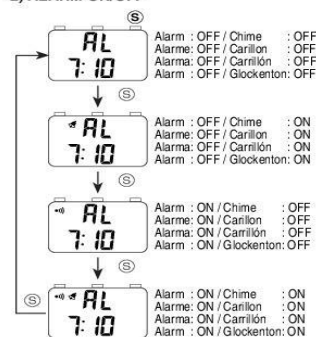 S
AL
7:10
Alarm : OFF / Chime : OFF
Alarme: OFF / Carillon : OFF
Alarma: OFF / Carrillón : OFF
Alarm : OFF / Glockenton: OFF
S
AL
7:10
Alarm : OFF / Chime : ON
Alarme: OFF / Carillon : ON
Alarma: OFF / Carrillón : ON
Alarm : OFF / Glockenton: ON
S
AL
7:10
Alarm : ON / Chime : OFF
Alarme: ON / Carillon : OFF
Alarma: ON / Carrillón : OFF
Alarm : ON / Glockenton: OFF
S
S
AL
7:10
Alarm : ON / Chime : ON
Alarme: ON / Carillon : ON
Alarma: ON / Carrillón : ON
Alarm : ON / Glockenton: ON